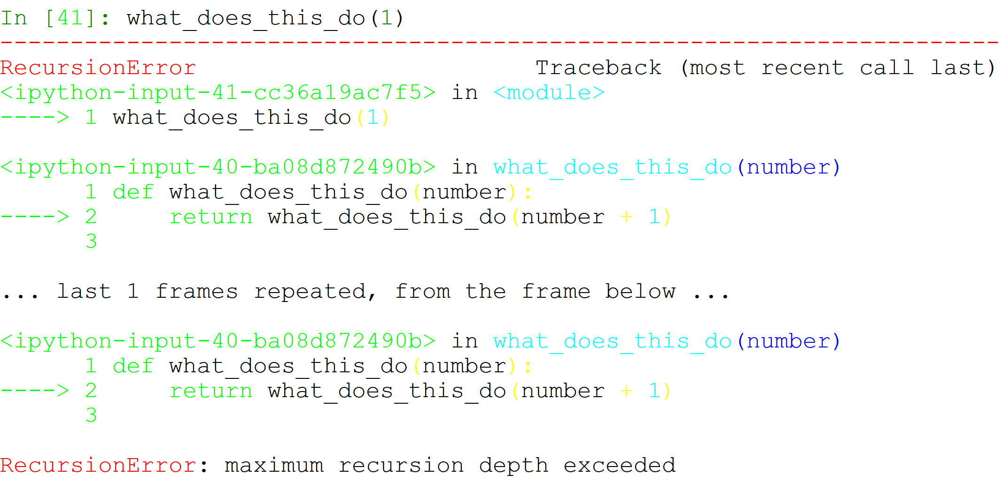 In [41]: what_does_this_do(1)
---------------------------------------------------------------------------
RecursionError                            Traceback (most recent call last)
<ipython-input-41-cc36a19ac7f5> in <module>
----> 1 what_does_this_do(1)

<ipython-input-40-ba08d872490b> in what_does_this_do(number)
      1 def what_does_this_do(number):
----> 2     return what_does_this_do(number + 1)
      3

... last 1 frames repeated, from the frame below ...

<ipython-input-40-ba08d872490b> in what_does_this_do(number)
      1 def what_does_this_do(number):
----> 2     return what_does_this_do(number + 1)
      3

RecursionError: maximum recursion depth exceeded